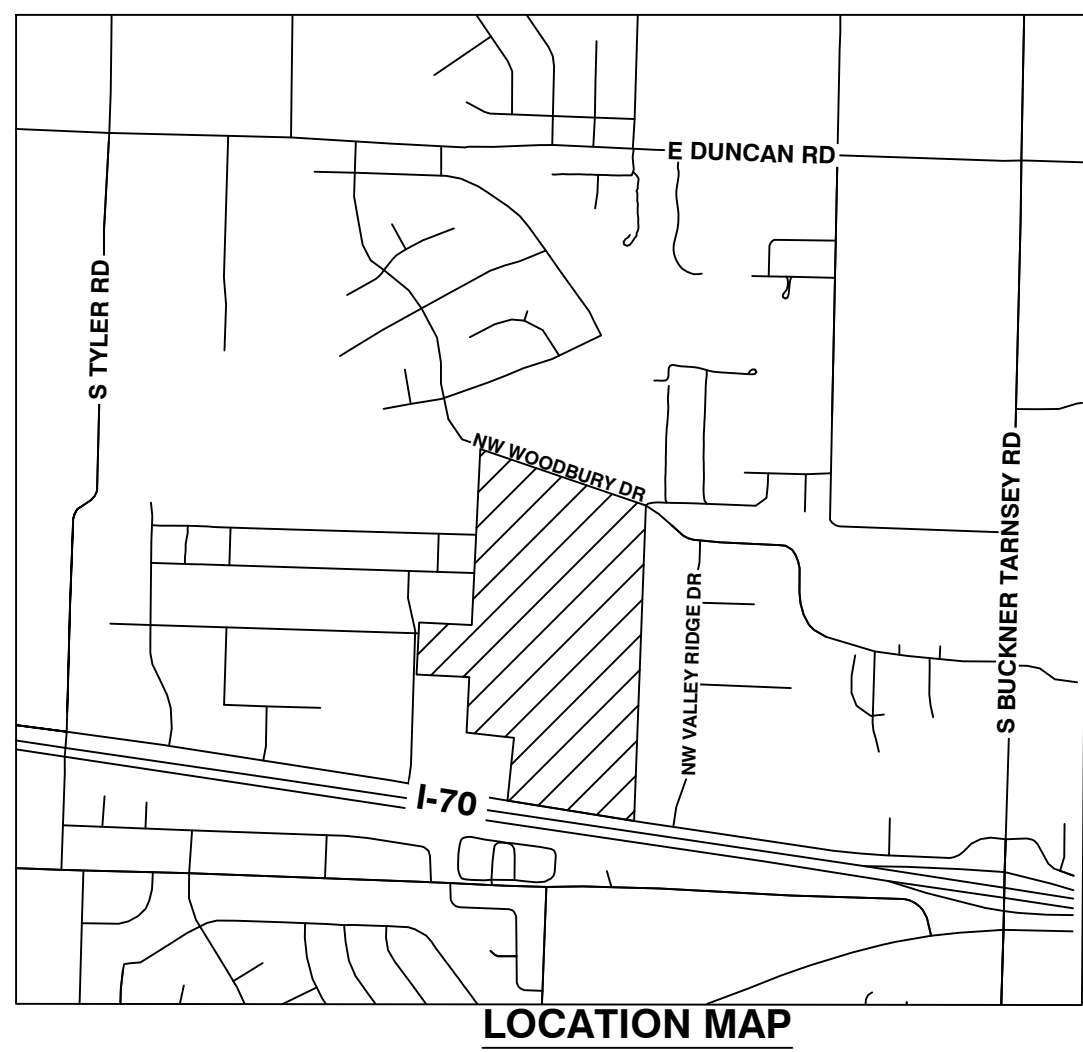 E DUNCAN RD
S TYLER RD
NW WOODBURY DR
S BUCKNER TARNSEY RD
NW VALLEY RIDGE DR
I-70
LOCATION MAP